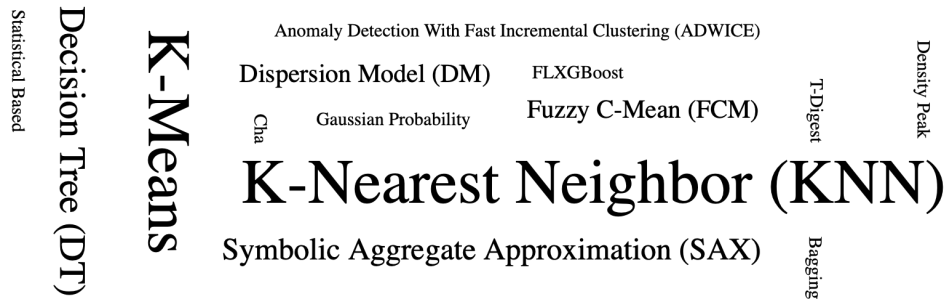 Statistical Based
Decision Tree (DT)
K-Means
Anomaly Detection With Fast Incremental Clustering (ADWICE)
Dispersion Model (DM)
FLXGBoost
Cha
Gaussian Probability
Fuzzy C-Mean (FCM)
T-Digest
Density Peak
K-Nearest Neighbor (KNN)
Symbolic Aggregate Approximation (SAX)
Bagging